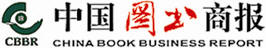 中国图书商报
CBBR CHINA BOOK BUSINESS REPORT